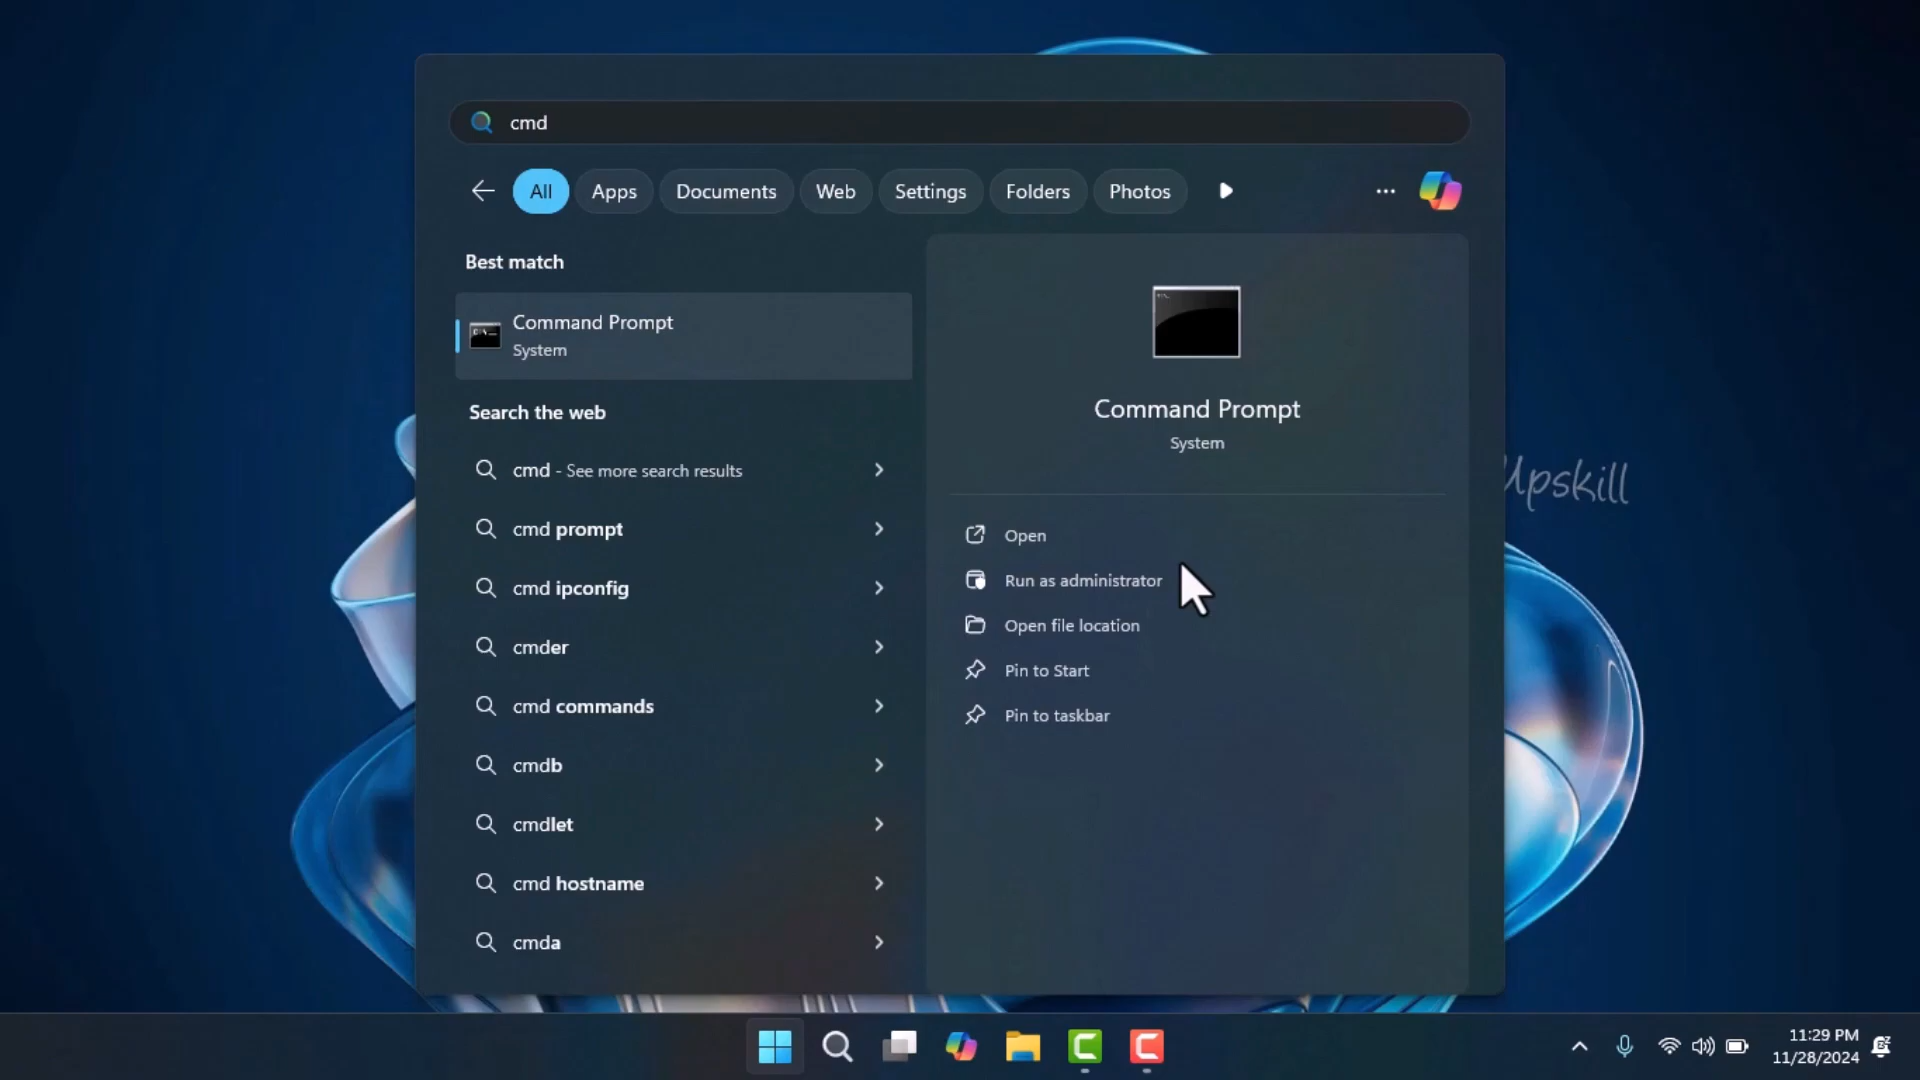 cmd
All Apps Documents Web Settings Folders Photos
Best match
Command Prompt
System
Search the web
cmd - See more search results
cmd prompt
cmd ipconfig
cmder
cmd commands
cmdb
cmdlet
cmd hostname
cmda
Command Prompt
System
Open
Run as administrator
Open file location
Pin to Start
Pin to taskbar
Upskill
11:29 PM
11/28/2024